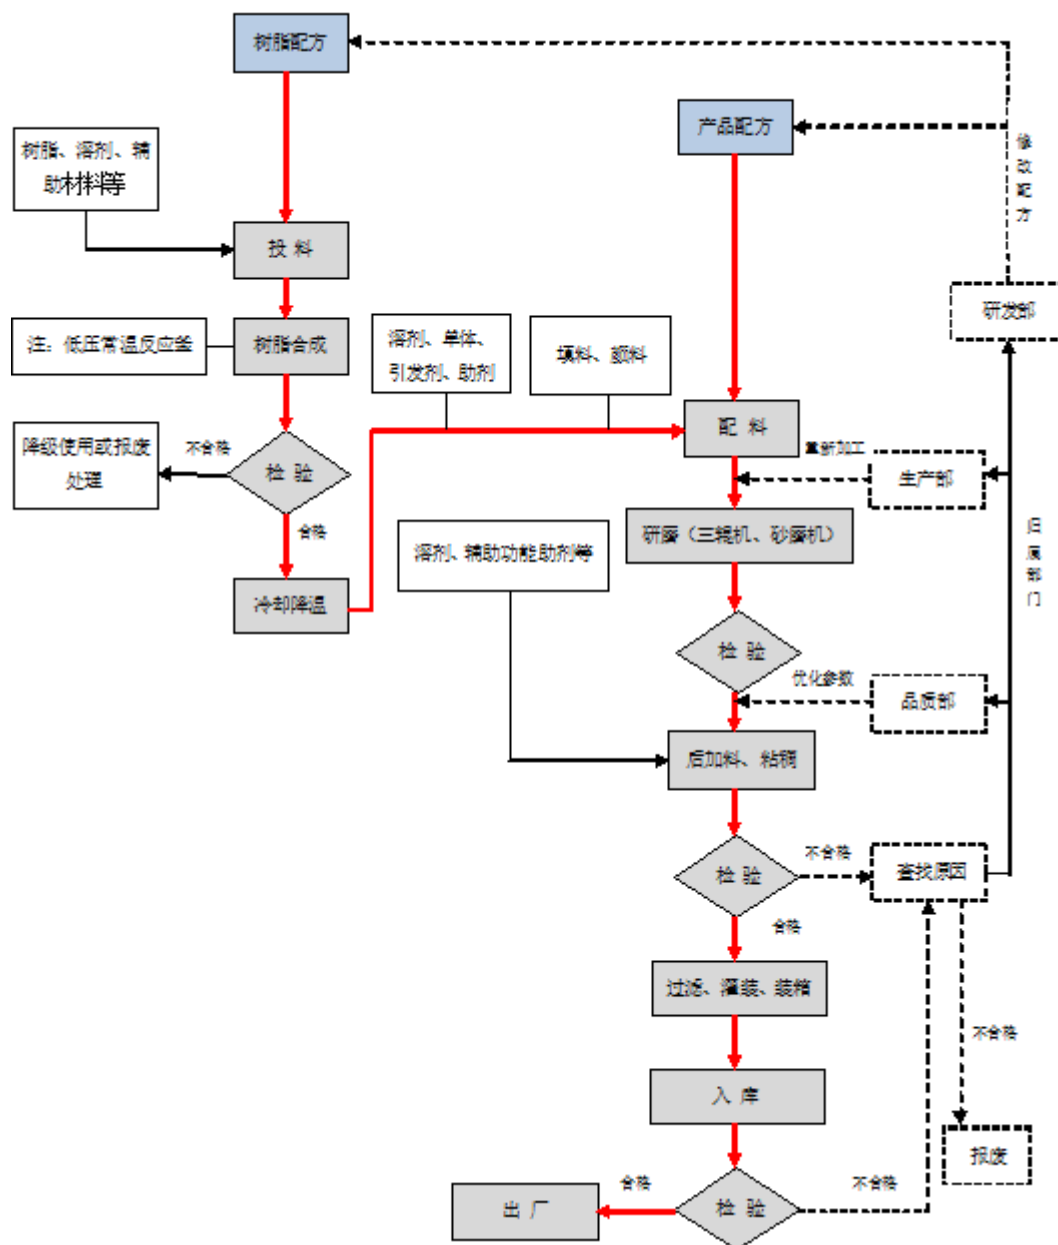 树脂配方
产品配方
修改配方
树脂、溶剂、辅
助材料等
投 料
研发部
注：低压常温反应釜
树脂合成
溶剂、单体、
引发剂、助剂
填料、颜料
配 料
重新加工
生产部
降级使用或报废
处理
不合格
检 验
合格
归属部门
研磨（三辊机、砂磨机）
溶剂、辅助功能助剂等
冷却降温
检 验
优化参数
品质部
后加料、粘稠
检 验
不合格
查找原因
合格
过滤、灌装、装箱
不合格
入 库
报废
出 厂
合格
检 验
不合格